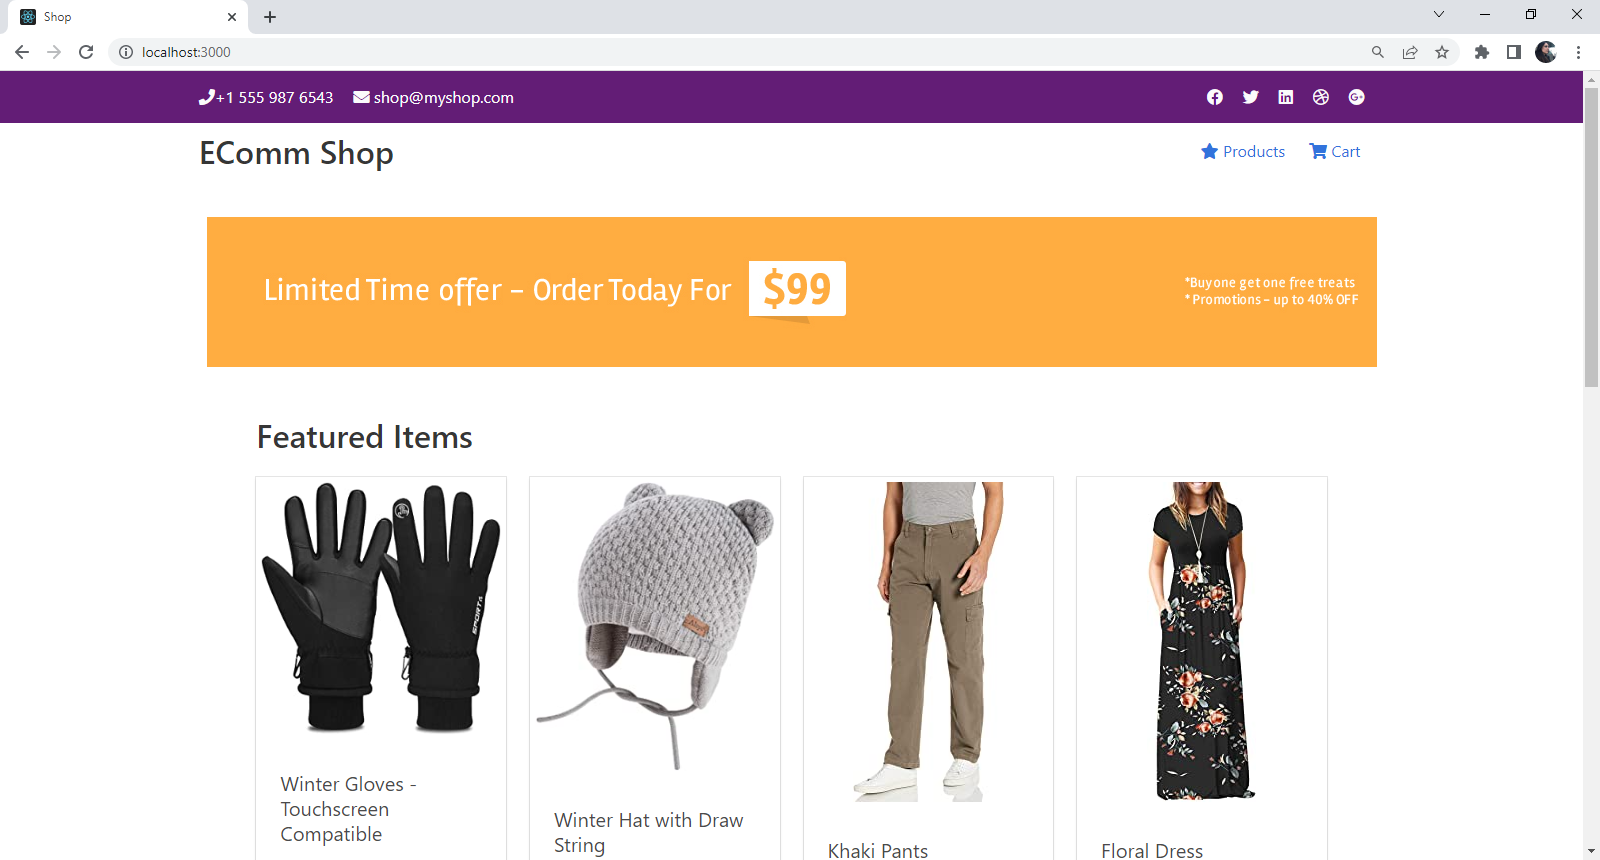 Shop
localhost:3000
+1 555 987 6543 shop@myshop.com
EComm Shop
Products Cart
Limited Time offer – Order Today For $99
*Buy one get one free treats
* Promotions – up to 40% OFF
Featured Items
SPORT
Winter Gloves -
Touchscreen
Compatible
Winter Hat with Draw
String
Khaki Pants
Floral Dress